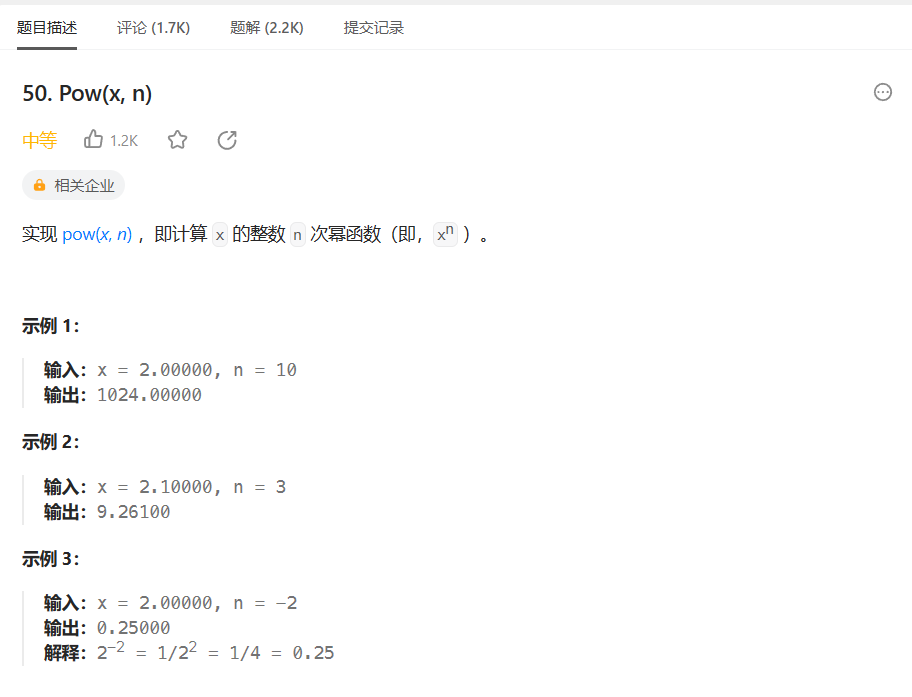 题目描述 评论 (1.7K) 题解 (2.2K) 提交记录
50. Pow(x, n)
中等 1.2K
相关企业
实现 pow(x, n) ，即计算 x 的整数 n 次幂函数（即，xⁿ ）。
示例 1：
输入：x = 2.00000, n = 10
输出：1024.00000
示例 2：
输入：x = 2.10000, n = 3
输出：9.26100
示例 3：
输入：x = 2.00000, n = -2
输出：0.25000
解释：2⁻² = 1/2² = 1/4 = 0.25